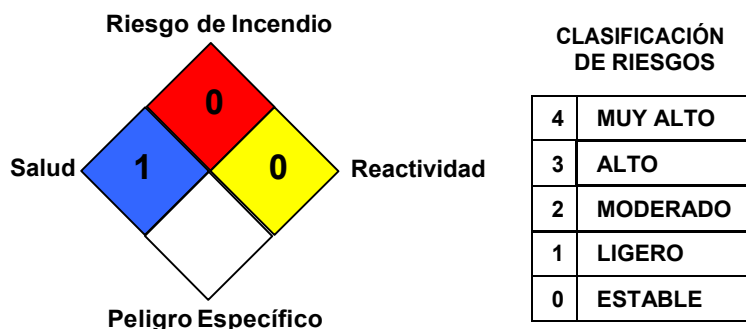 Riesgo de Incendio
0
Salud 1 0 Reactividad
Peligro Específico
CLASIFICACIÓN
DE RIESGOS
4 MUY ALTO
3 ALTO
2 MODERADO
1 LIGERO
0 ESTABLE